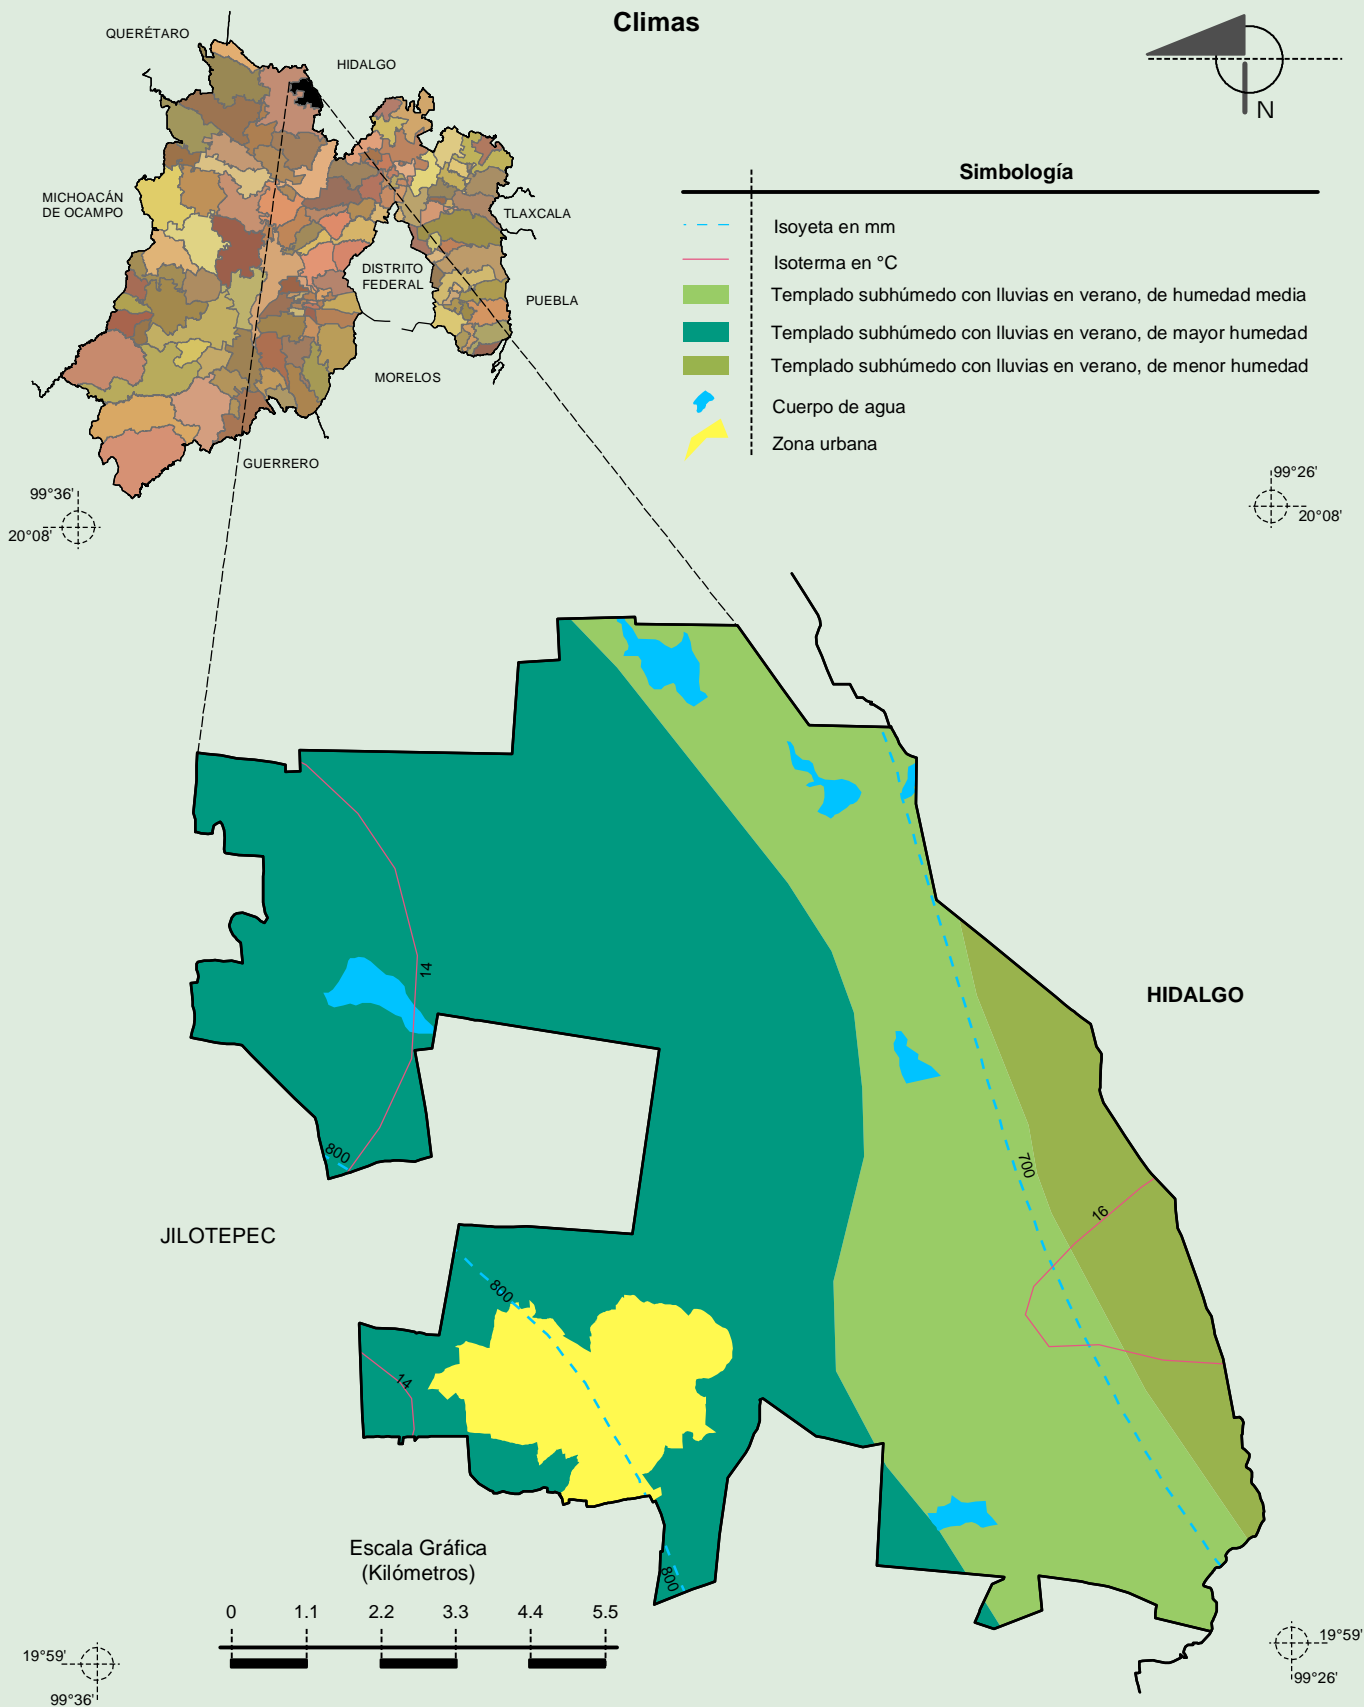 Climas
QUERÉTARO
HIDALGO
MICHOACÁN
DE OCAMPO
TLAXCALA
DISTRITO
FEDERAL
PUEBLA
MORELOS
GUERRERO
N
Simbología
Isoyeta en mm
Isoterma en °C
Templado subhúmedo con lluvias en verano, de humedad media
Templado subhúmedo con lluvias en verano, de mayor humedad
Templado subhúmedo con lluvias en verano, de menor humedad
Cuerpo de agua
Zona urbana
99°36'
20°08'
99°26'
20°08'
14
HIDALGO
800
700
16
JILOTEPEC
800
14
800
Escala Gráfica
(Kilómetros)
0 1.1 2.2 3.3 4.4 5.5
19°59'
99°36'
19°59'
99°26'